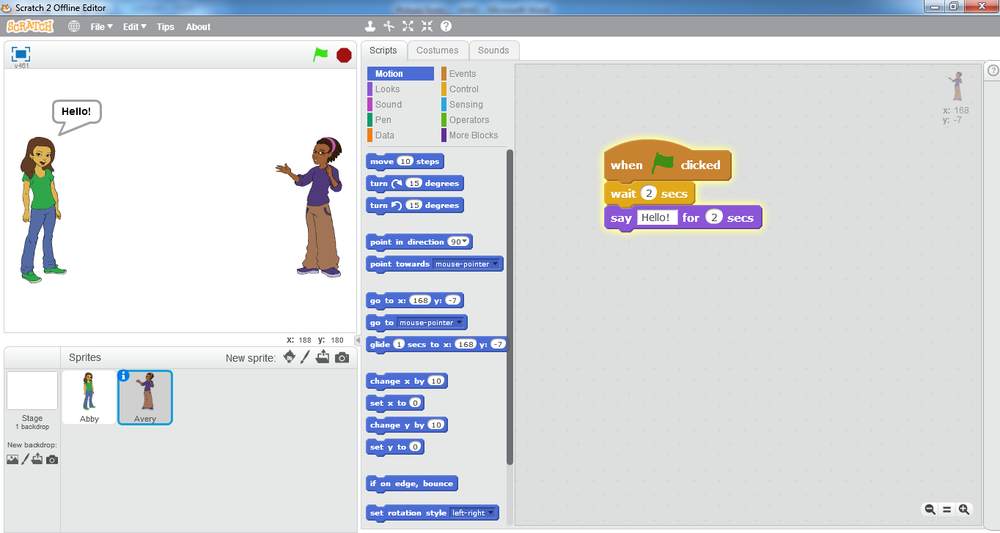 Scratch 2 Offline Editor
SCRATCH File Edit Tips About
v461
Hello!
x: 188 y: 180
Sprites New sprite:
Stage
1 backdrop
New backdrop:
Abby
Avery
Scripts Costumes Sounds
Motion Events
Looks Control
Sound Sensing
Pen Operators
Data More Blocks
move 10 steps
turn 15 degrees
turn 15 degrees
point in direction 90
point towards mouse-pointer
go to x: 168 y: -7
go to mouse-pointer
glide 1 secs to x: 168 y: -7
change x by 10
set x to 0
change y by 10
set y to 0
if on edge, bounce
set rotation style left-right
when clicked
wait 2 secs
say Hello! for 2 secs
x: 168
y: -7